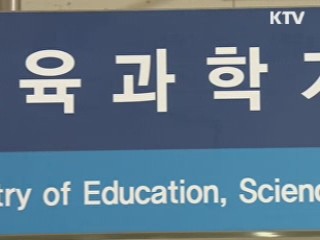 KTV
육과학
try of Education, Scienc